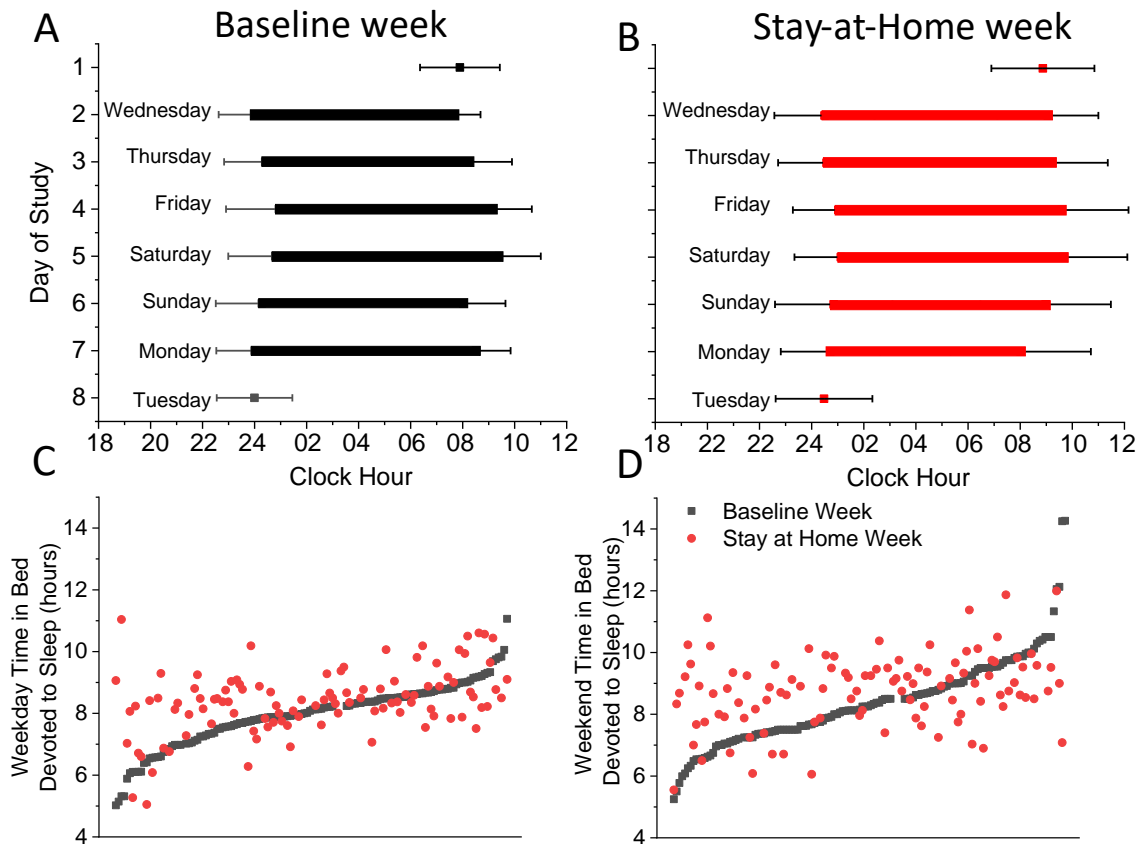 A
Baseline week
B
Stay-at-Home week
Day of Study
1
2
3
4
5
6
7
8
Wednesday
Thursday
Friday
Saturday
Sunday
Monday
Tuesday
18 20 22 24 02 04 06 08 10 12
Clock Hour
Wednesday
Thursday
Friday
Saturday
Sunday
Monday
Tuesday
18 22 22 24 02 04 06 08 10 12
Clock Hour
C
Weekday Time in Bed
Devoted to Sleep (hours)
14
12
10
8
6
4
D
Weekend Time in Bed
Devoted to Sleep (hours)
14
12
10
8
6
4
Baseline Week
Stay at Home Week